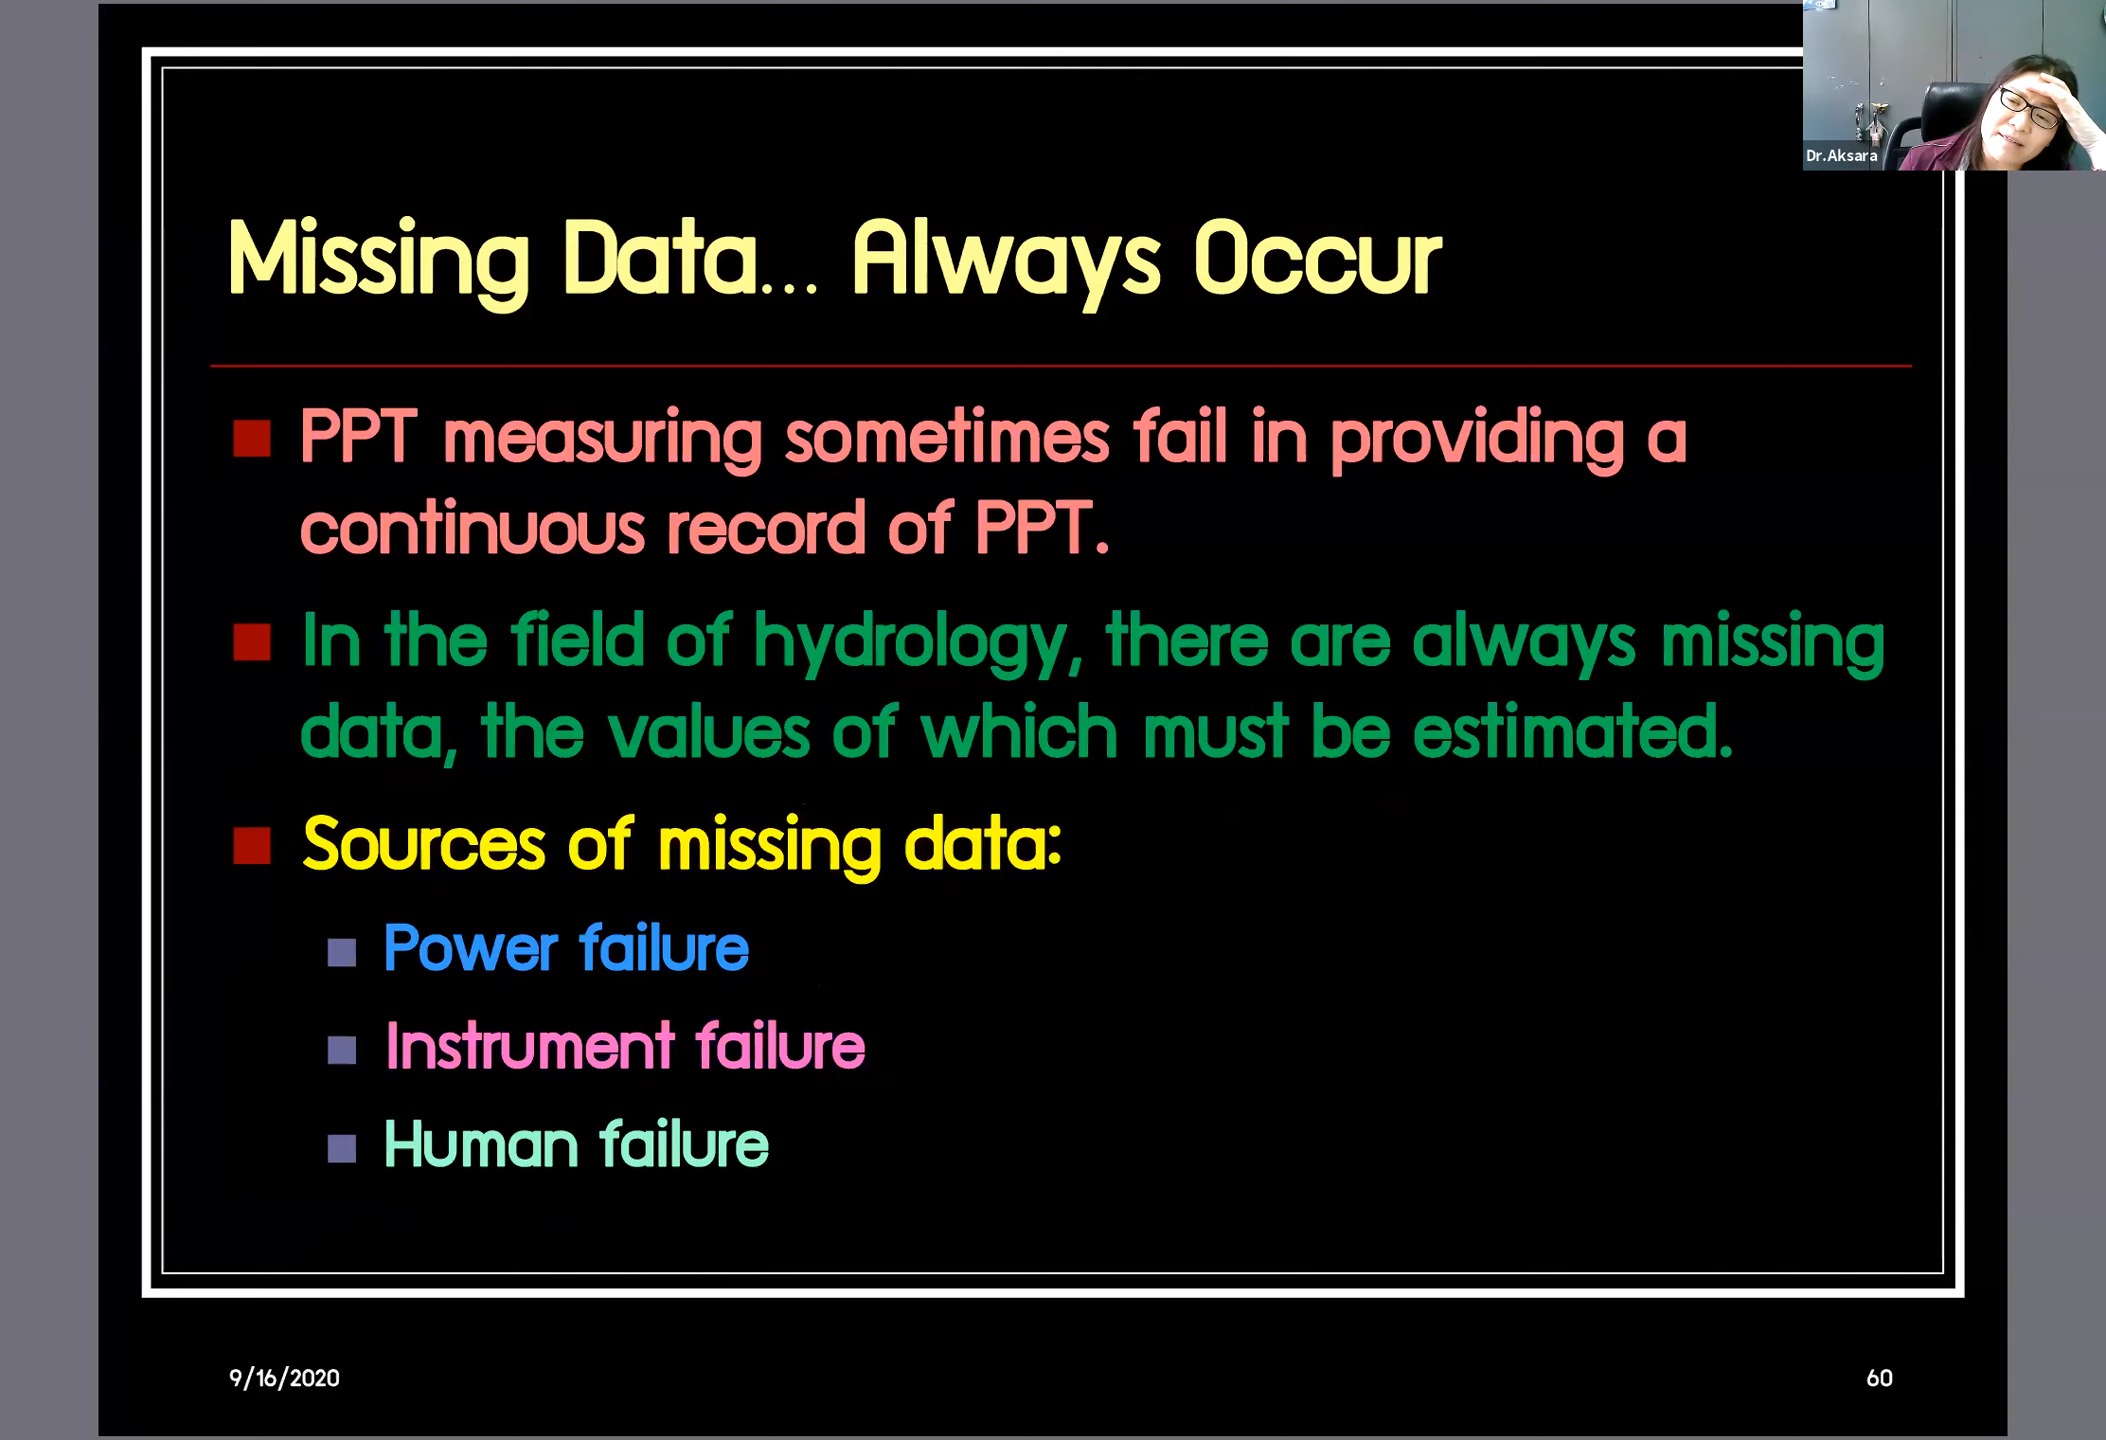 Dr.Aksara
Missing Data... Always Occur
PPT measuring sometimes fail in providing a
continuous record of PPT.
In the field of hydrology, there are always missing
data, the values of which must be estimated.
Sources of missing data:
Power failure
Instrument failure
Human failure
9/16/2020
60